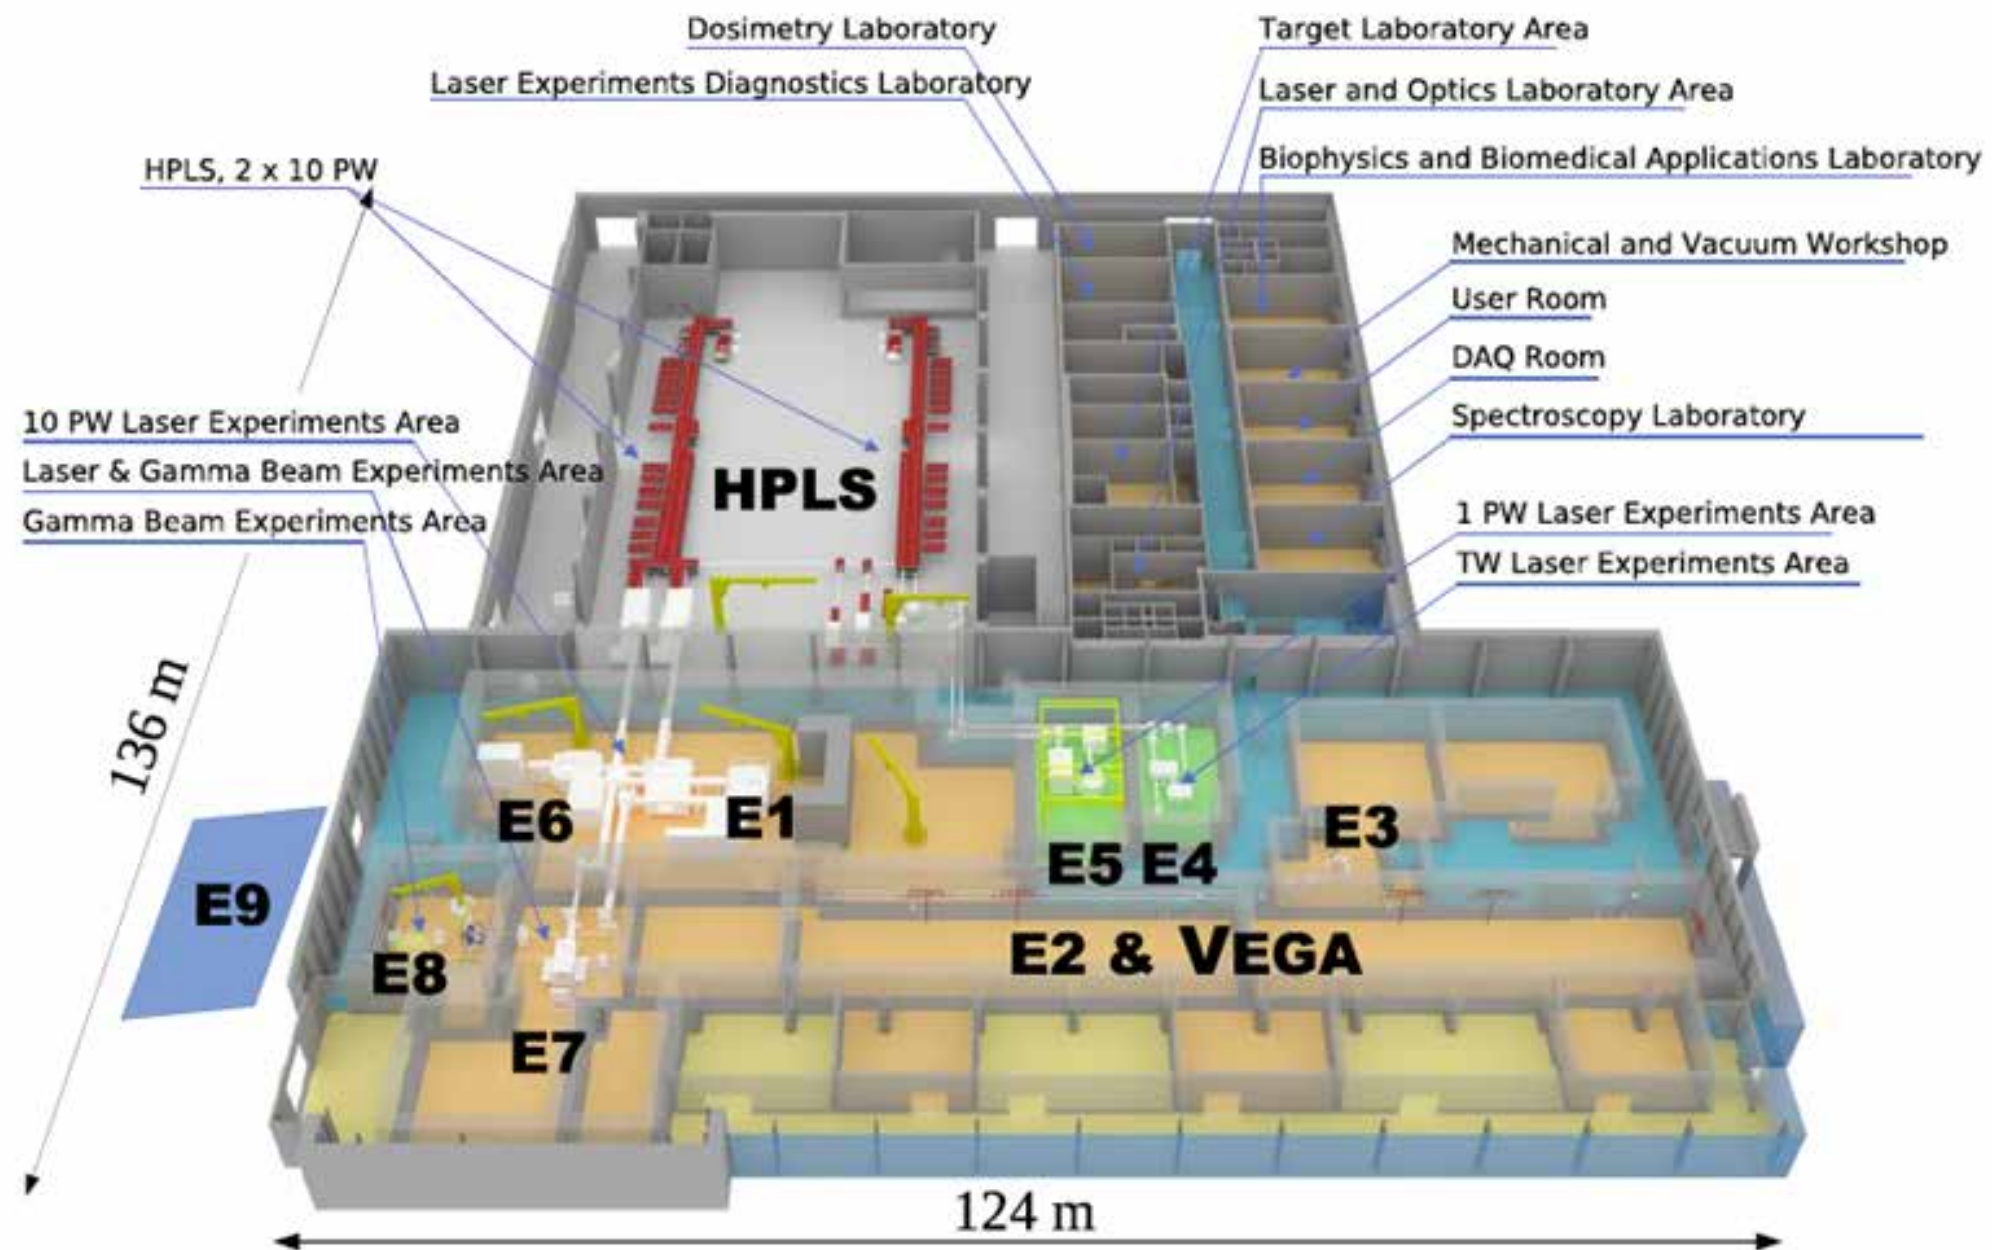 Dosimetry Laboratory
Target Laboratory Area
Laser Experiments Diagnostics Laboratory
Laser and Optics Laboratory Area
HPLS, 2 x 10 PW
Biophysics and Biomedical Applications Laboratory
Mechanical and Vacuum Workshop
User Room
DAQ Room
10 PW Laser Experiments Area
Spectroscopy Laboratory
Laser & Gamma Beam Experiments Area
HPLS
Gamma Beam Experiments Area
1 PW Laser Experiments Area
TW Laser Experiments Area
136 m
E6
E1
E3
E5
E4
E9
E8
E2 & VEGA
E7
124 m